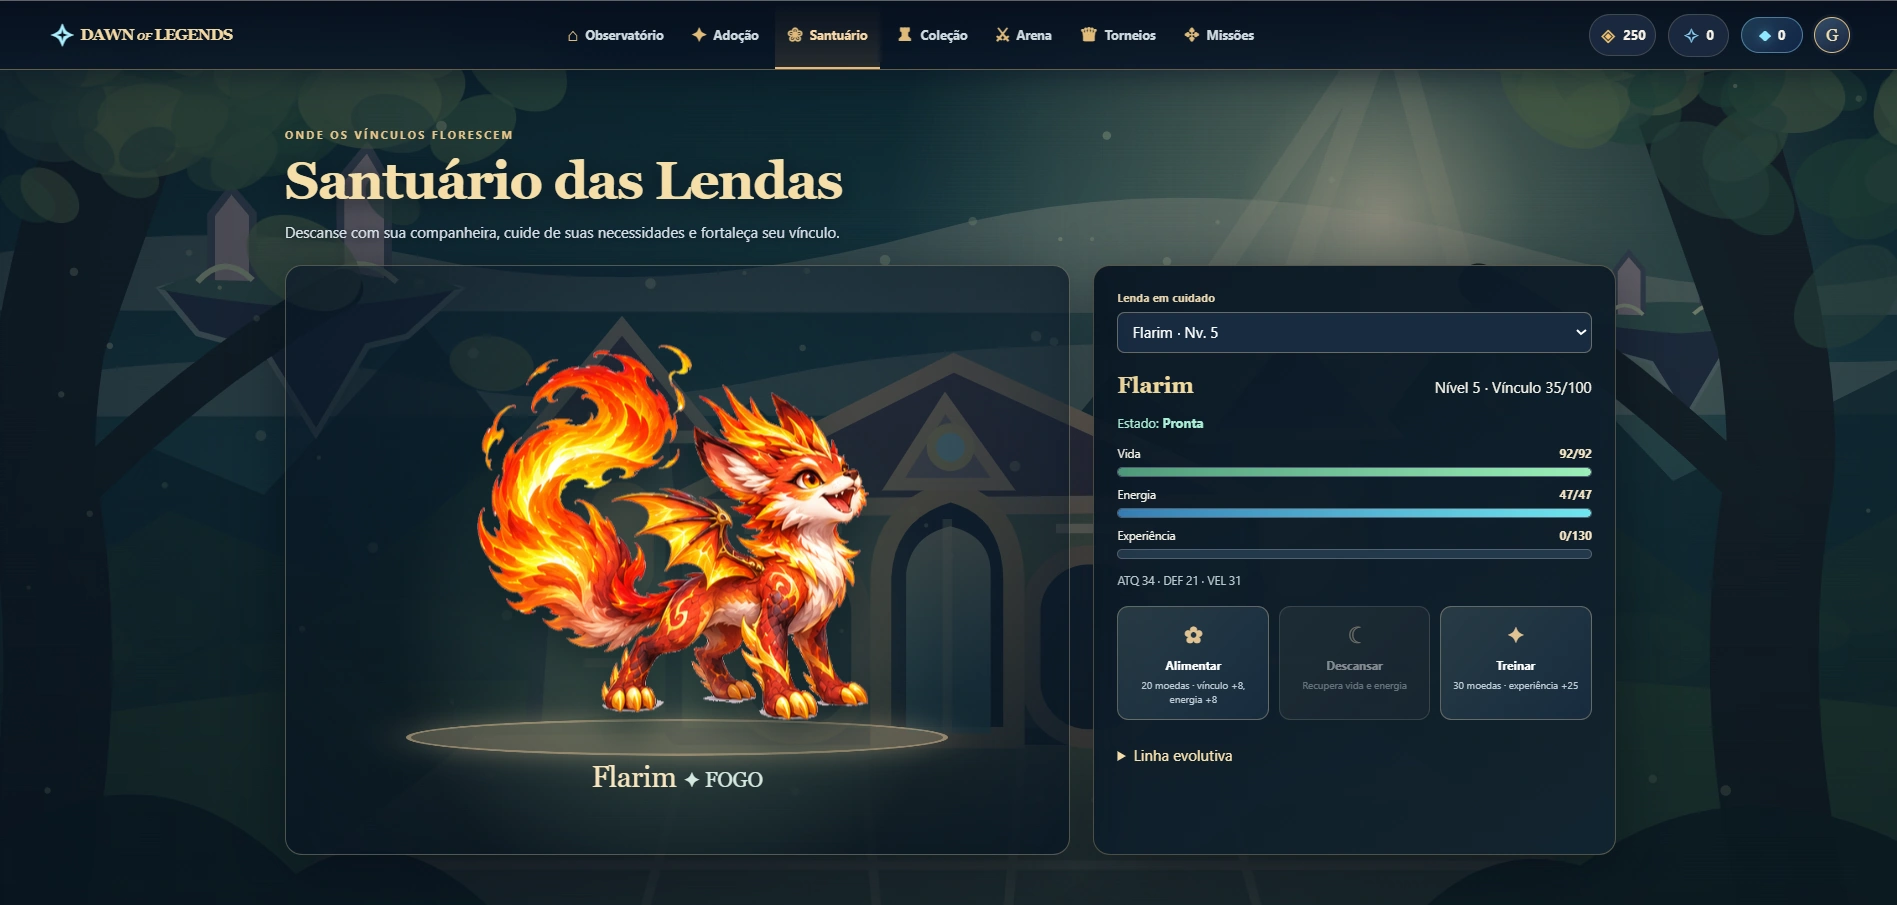 DAWN OF LEGENDS
Observatório Adoção Santuário Coleção Arena Torneios Missões
250 0 0 G
ONDE OS VÍNCULOS FLORESCEM
Santuário das Lendas
Descanse com sua companheira, cuide de suas necessidades e fortaleça seu vínculo.
Flarim ✦ FOGO
Lenda em cuidado
Flarim · Nv. 5
Flarim Nível 5 · Vínculo 35/100
Estado: Pronta
Vida 92/92
Energia 47/47
Experiência 0/130
ATQ 34 · DEF 21 · VEL 31
Alimentar
20 moedas · vínculo +8,
energia +8
Descansar
Recupera vida e energia
Treinar
30 moedas · experiência +25
Linha evolutiva